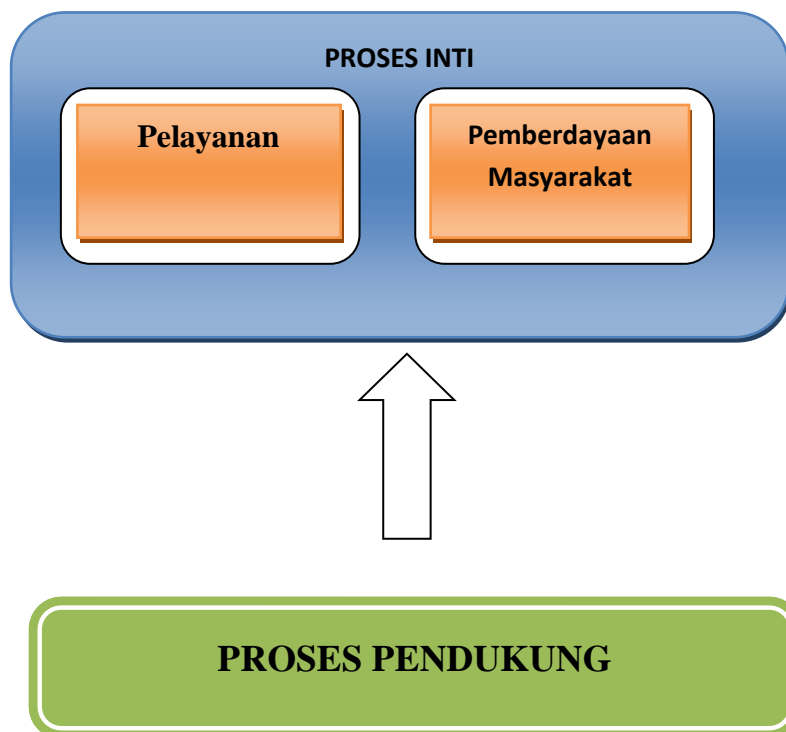 PROSES INTI
Pelayanan
Pemberdayaan
Masyarakat
PROSES PENDUKUNG